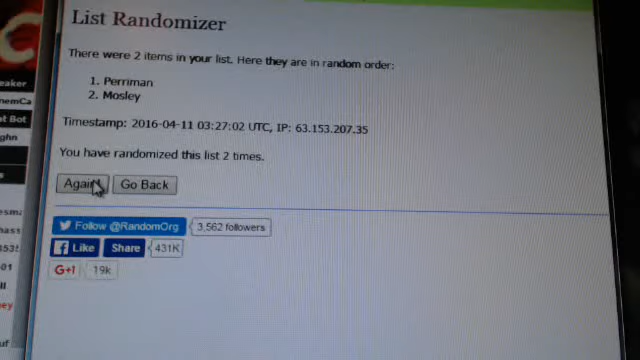 List Randomizer
There were 2 items in your list. Here they are in random order:
1. Perriman
2. Mosley
Timestamp: 2016-04-11 03:27:02 UTC, IP: 63.153.207.35
You have randomized this list 2 times.
Again! Go Back
Follow @RandomOrg 3,562 followers
Like Share 431K
G+1 19k